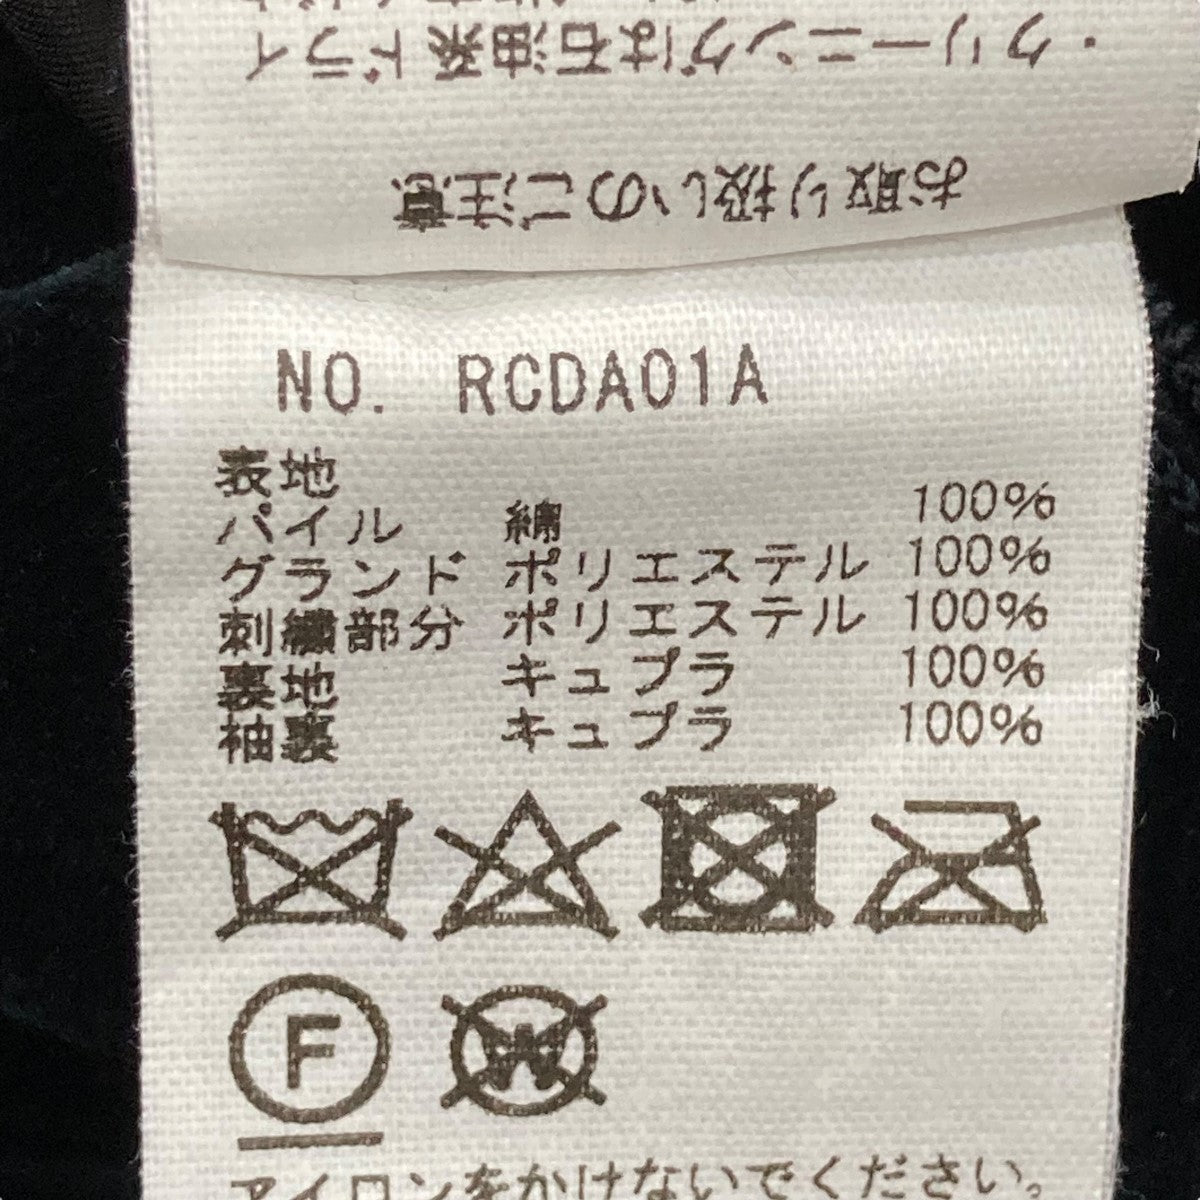 ・クリーニングは石油系ドライ
お取り扱いのご注意
NO. RCDA01A
表地
パイル 綿 100%
グランド ポリエステル 100%
刺繍部分 ポリエステル 100%
裏地 キュプラ 100%
袖裏 キュプラ 100%
F
W
アイロンをかけないでください。